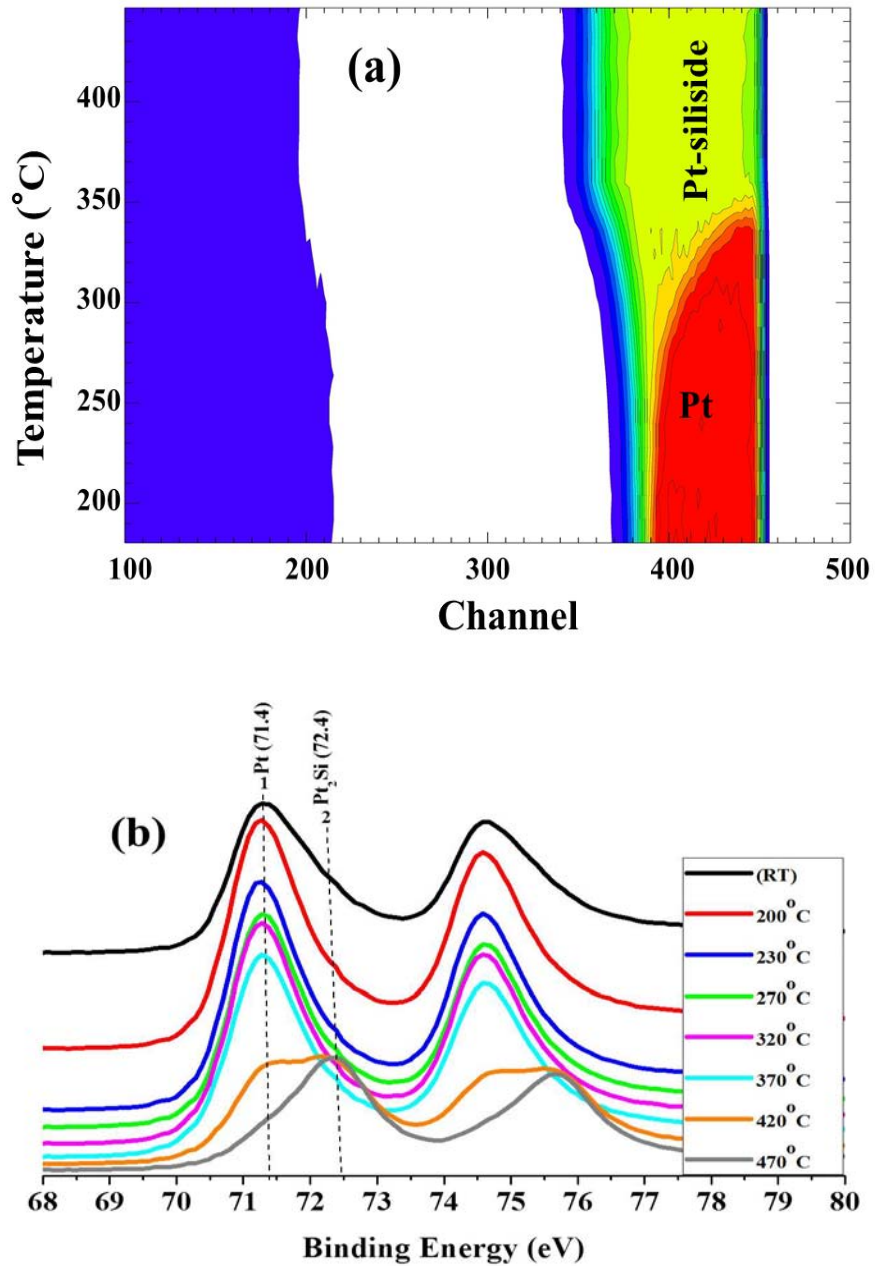 (a)
Pt-siliside
Pt
Temperature (°C)
400
350
300
250
200
100 200 300 400 500
Channel
(b)
1 Pt (71.4)
2 Pt2Si (72.4)
(RT)
200°C
230°C
270°C
320°C
370°C
420°C
470°C
68 69 70 71 72 73 74 75 76 77 78 79 80
Binding Energy (eV)